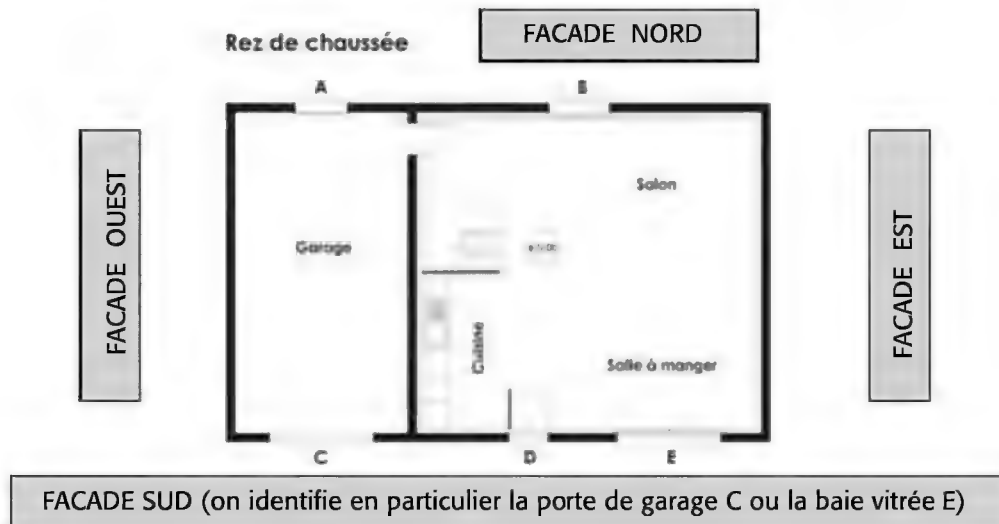 Rez de chaussée
FACADE NORD
A
B
FACADE OUEST
Salon
FACADE EST
Garage
Cuisine
Salle à manger
C
D
E
FACADE SUD (on identifie en particulier la porte de garage C ou la baie vitrée E)